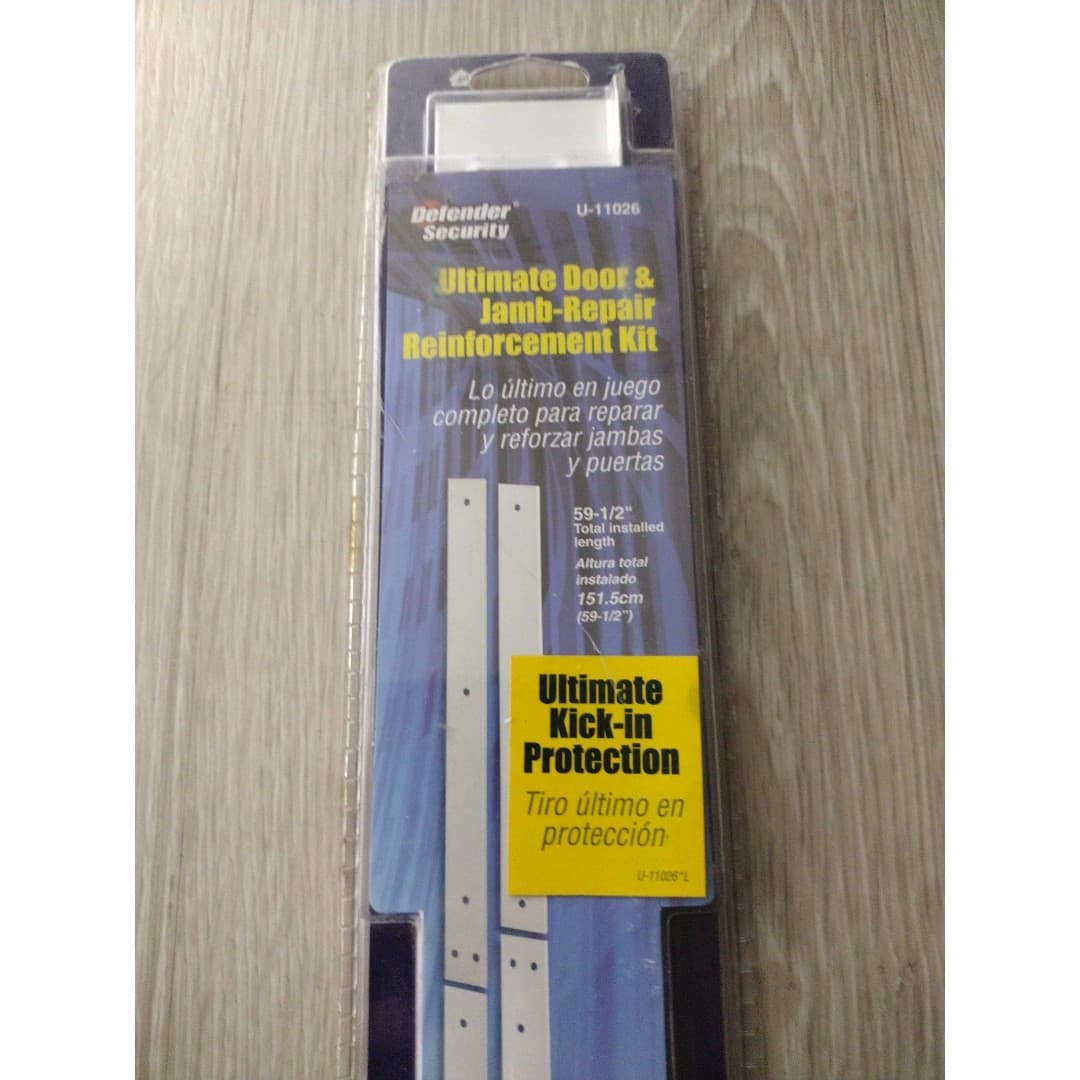 Defender®
Security
U-11026
Ultimate Door &
Jamb-Repair
Reinforcement Kit
Lo último en juego
completo para reparar
y reforzar jambas
y puertas
59-1/2"
Total installed
length
Altura total
instalado
151.5cm
(59-1/2")
Ultimate
Kick-in
Protection
Tiro último en
protección
U-11026*L